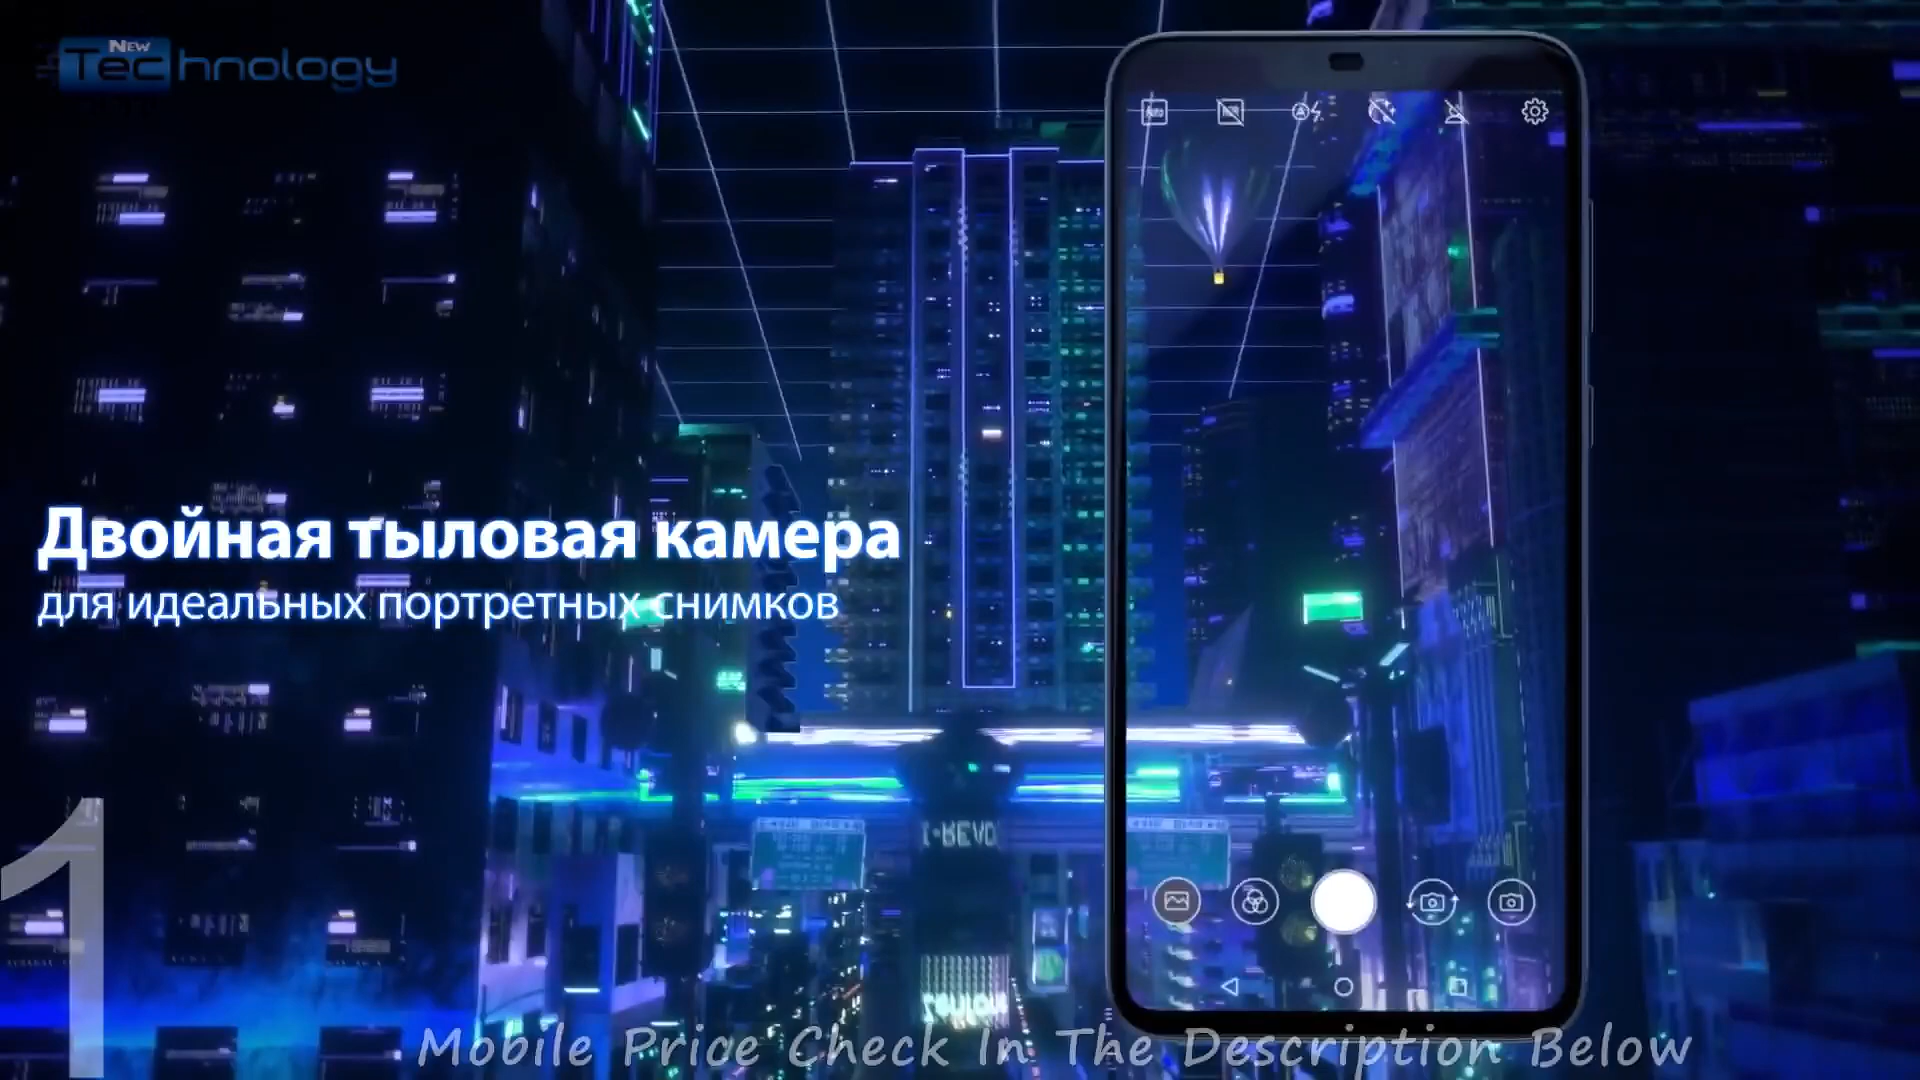 New
Technology
Двойная тыловая камера
для идеальных портретных снимков
1
Mobile Price Check In The Description Below